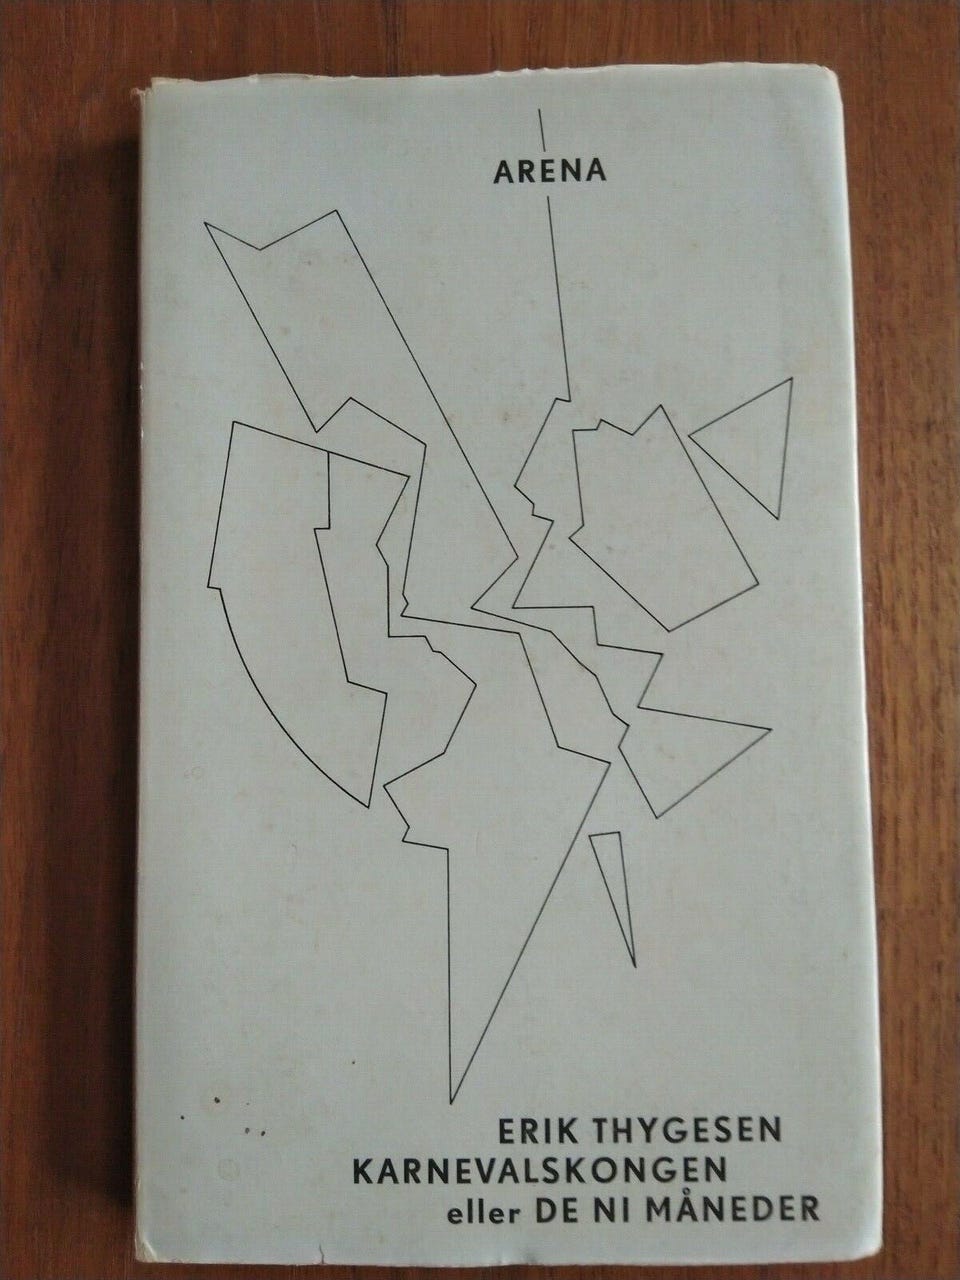 ARENA
ERIK THYGESEN
KARNEVALSKONGEN
eller DE NI MÅNEDER